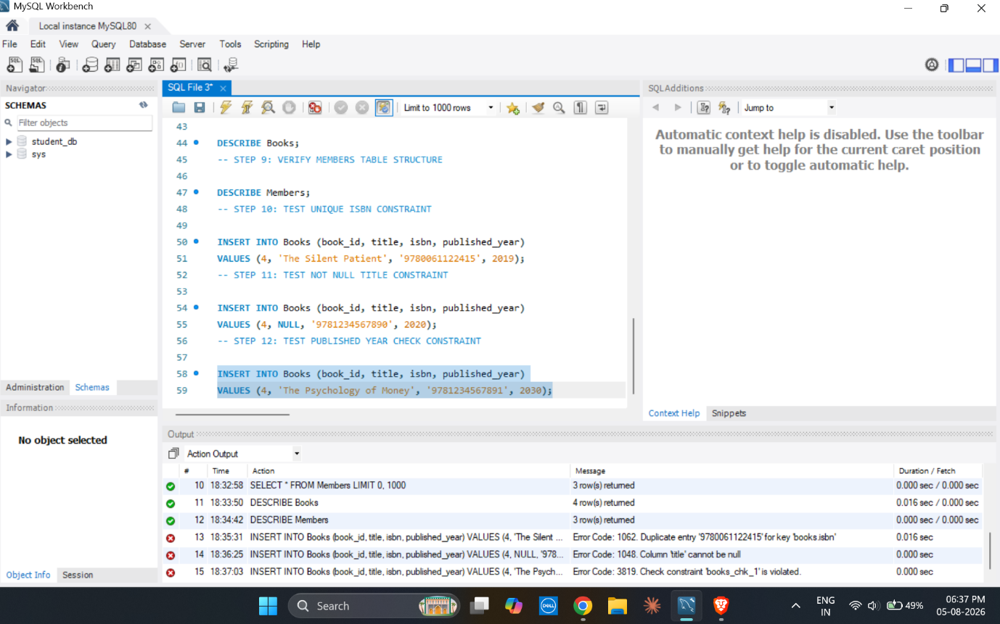 MySQL Workbench
Local instance MySQL80
File Edit View Query Database Server Tools Scripting Help
Navigator
SCHEMAS
Filter objects
student_db
sys
Administration Schemas
Information
No object selected
Object Info Session
SQL File 3*
Limit to 1000 rows
43
44 DESCRIBE Books;
45 -- STEP 9: VERIFY MEMBERS TABLE STRUCTURE
46
47 DESCRIBE Members;
48 -- STEP 10: TEST UNIQUE ISBN CONSTRAINT
49
50 INSERT INTO Books (book_id, title, isbn, published_year)
51 VALUES (4, 'The Silent Patient', '9780061122415', 2019);
52 -- STEP 11: TEST NOT NULL TITLE CONSTRAINT
53
54 INSERT INTO Books (book_id, title, isbn, published_year)
55 VALUES (4, NULL, '9781234567890', 2020);
56 -- STEP 12: TEST PUBLISHED YEAR CHECK CONSTRAINT
57
58 INSERT INTO Books (book_id, title, isbn, published_year)
59 VALUES (4, 'The Psychology of Money', '9781234567891', 2030);
SQLAdditions
Jump to
Automatic context help is disabled. Use the toolbar
to manually get help for the current caret position
or to toggle automatic help.
Context Help Snippets
Output
Action Output
# Time Action Message Duration / Fetch
10 18:32:58 SELECT * FROM Members LIMIT 0, 1000 3 row(s) returned 0.000 sec / 0.000 sec
11 18:33:50 DESCRIBE Books 4 row(s) returned 0.016 sec / 0.000 sec
12 18:34:42 DESCRIBE Members 3 row(s) returned 0.000 sec / 0.000 sec
13 18:35:31 INSERT INTO Books (book_id, title, isbn, published_year) VALUES (4, 'The Silent ... Error Code: 1062. Duplicate entry '9780061122415' for key 'books.isbn' 0.016 sec
14 18:36:25 INSERT INTO Books (book_id, title, isbn, published_year) VALUES (4, NULL, '978... Error Code: 1048. Column 'title' cannot be null 0.000 sec
15 18:37:03 INSERT INTO Books (book_id, title, isbn, published_year) VALUES (4, 'The Psych... Error Code: 3819. Check constraint 'books_chk_1' is violated. 0.000 sec
Search
DELL
ENG
IN
49%
06:37 PM
05-08-2026